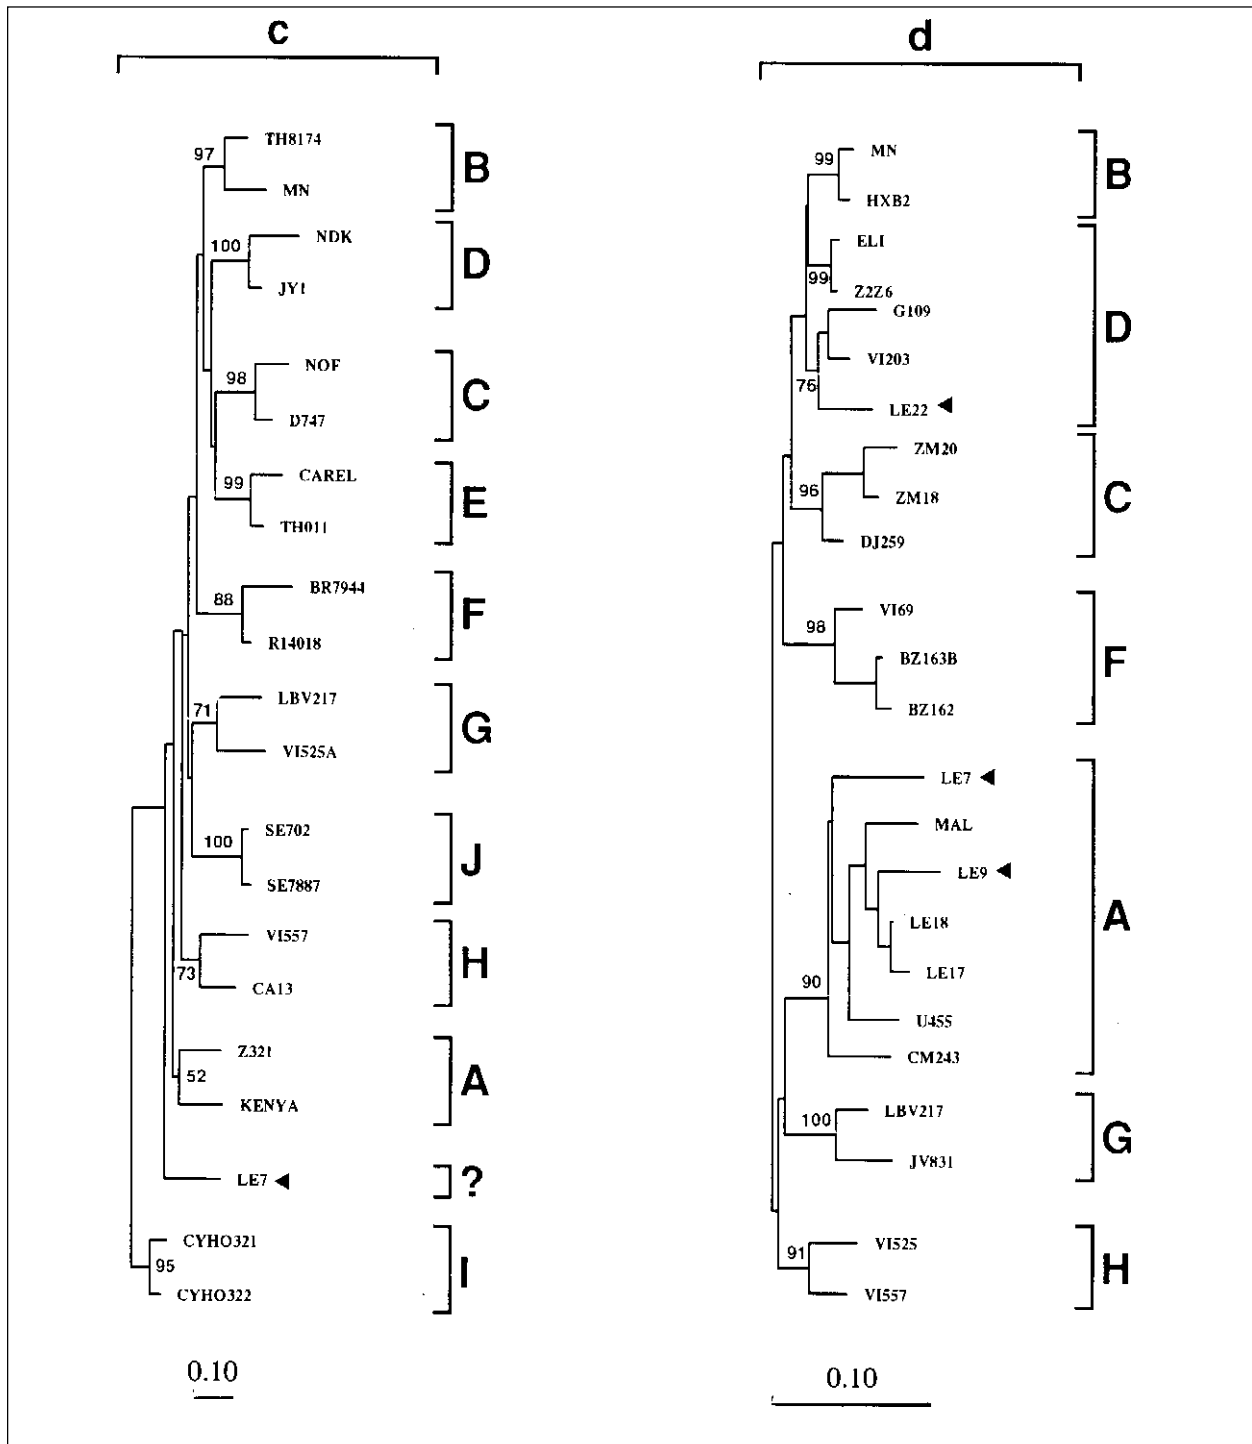 c
97
TH8174
MN
B
100
NDK
JY1
D
98
NOF
D747
C
99
CAREL
TH011
E
88
BR7944
R14018
F
71
LBV217
VI525A
G
100
SE702
SE7887
J
73
VI557
CA13
H
52
Z321
KENYA
A
LE7
?
95
CYHO321
CYHO322
I
0.10
d
99
MN
HXB2
B
99
ELI
Z2Z6
G109
VI203
76
LE22
D
96
ZM20
ZM18
DJ259
C
98
VI69
BZ163B
BZ162
F
LE7
MAL
LE9
LE18
LE17
90
U455
CM243
A
100
LBV217
JV831
G
91
VI525
VI557
H
0.10